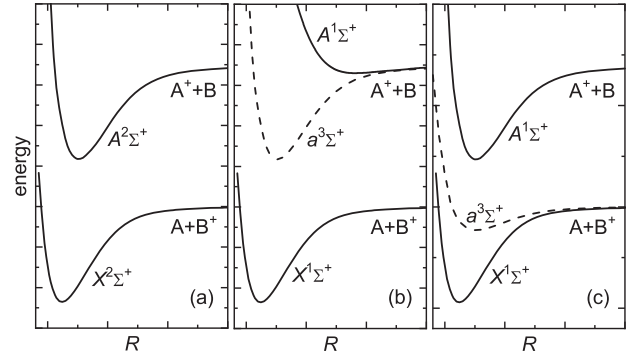 energy
A²Σ⁺
A⁺+B
X²Σ⁺
A+B⁺
(a)
R
A¹Σ⁺
A⁺+B
a³Σ⁺
X¹Σ⁺
A+B⁺
(b)
R
A⁺+B
A¹Σ⁺
a³Σ⁺
A+B⁺
X¹Σ⁺
(c)
R